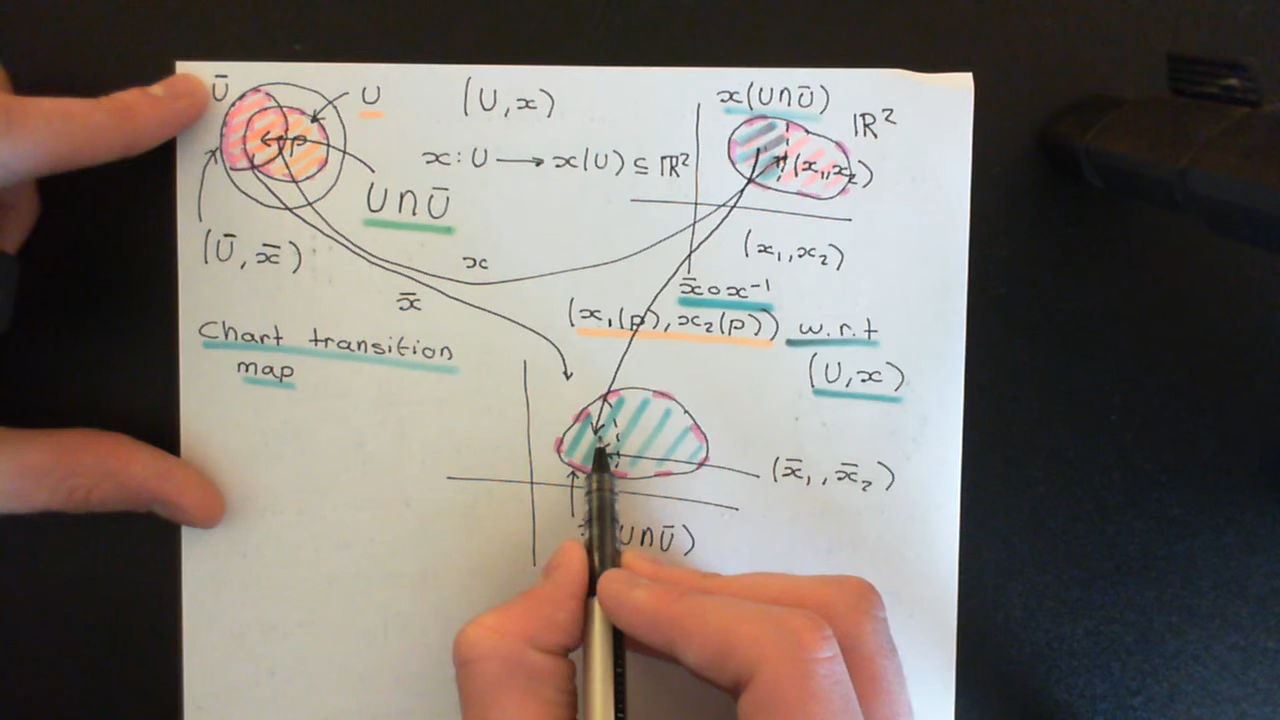 Ū
U
(U, x)
x(U∩Ū)
ℝ²
p
x : U ⟶ x(U) ⊆ ℝ²
(x₁, x₂)
U∩Ū
(Ū, x̄)
x
(x₁, x₂)
x̄
x̄ ∘ x⁻¹
(x₁(p), x₂(p)) w.r.t
(U, x)
Chart transition
map
(x̄₁, x̄₂)
U∩Ū)